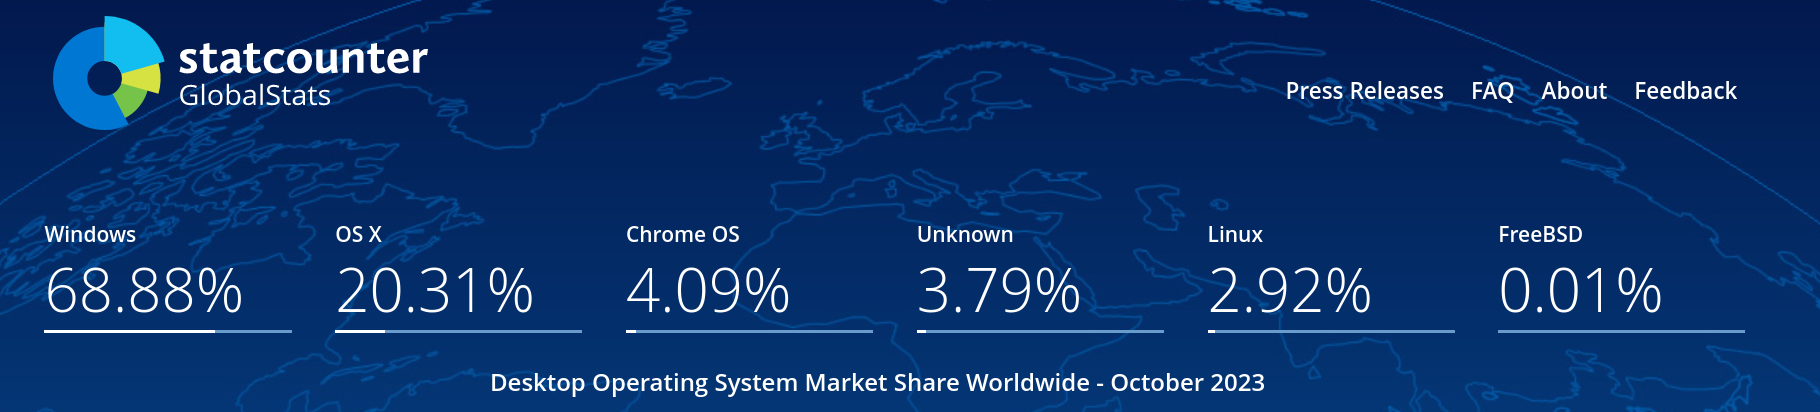 statcounter
GlobalStats
Press Releases FAQ About Feedback
Windows OS X Chrome OS Unknown Linux FreeBSD
68.88% 20.31% 4.09% 3.79% 2.92% 0.01%
Desktop Operating System Market Share Worldwide - October 2023